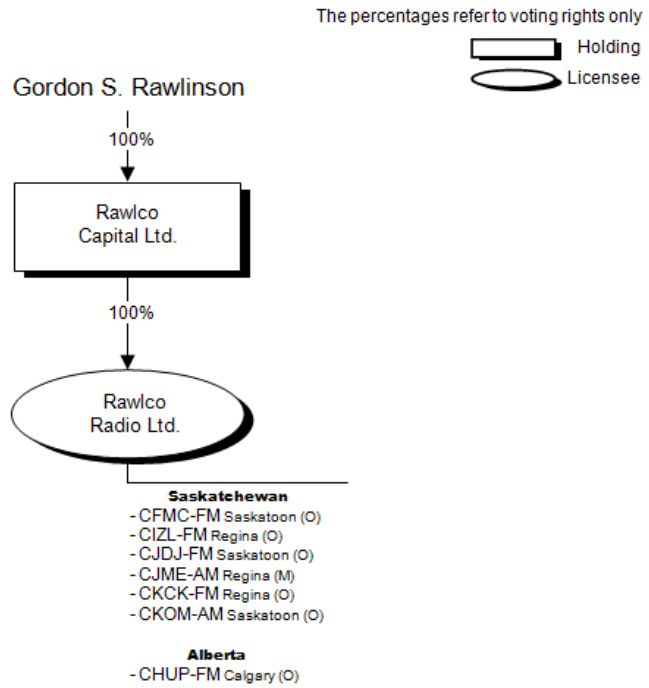 The percentages refer to voting rights only
Holding
Licensee
Gordon S. Rawlinson
100%
Rawlco
Capital Ltd.
100%
Rawlco
Radio Ltd.
Saskatchewan
- CFMC-FM Saskatoon (O)
- CIZL-FM Regina (O)
- CJDJ-FM Saskatoon (O)
- CJME-AM Regina (M)
- CKCK-FM Regina (O)
- CKOM-AM Saskatoon (O)
Alberta
- CHUP-FM Calgary (O)